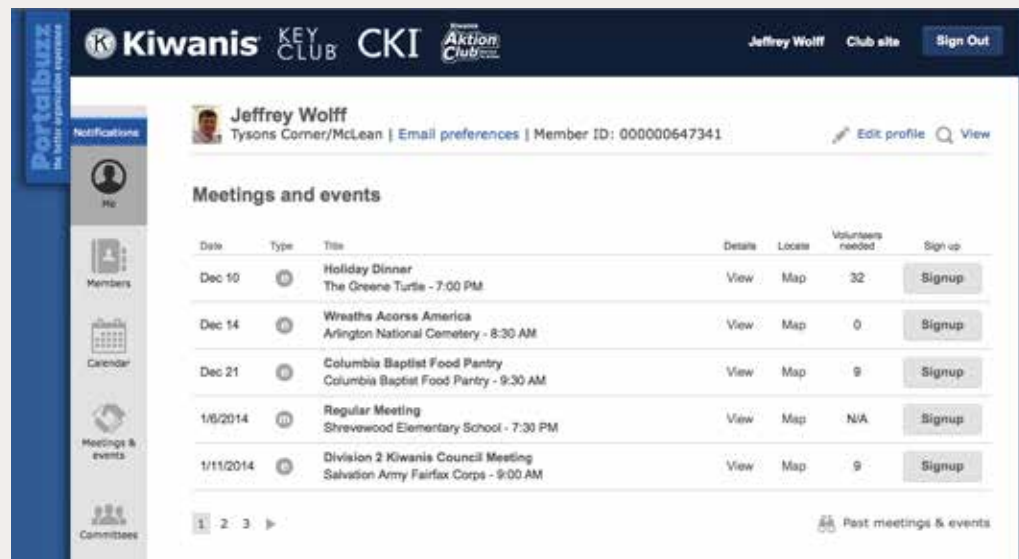 Portalbuzz
the better organization experience
Kiwanis KEY CLUB CKI Kiwanis Aktion Club
Jeffrey Wolff Club site Sign Out
Notifications
Jeffrey Wolff
Tysons Corner/McLean | Email preferences | Member ID: 000000647341
Edit profile View
Me
Meetings and events
Date Type Title Details Locate Volunteers needed Sign up
Members
Dec 10 m Holiday Dinner View Map 32 Signup
The Greene Turtle - 7:00 PM
Dec 14 m Wreaths Acorss America View Map 0 Signup
Arlington National Cemetery - 8:30 AM
Calendar
Dec 21 m Columbia Baptist Food Pantry View Map 9 Signup
Columbia Baptist Food Pantry - 9:30 AM
1/6/2014 m Regular Meeting View Map N/A Signup
Shrevewood Elementary School - 7:30 PM
Meetings & events
1/11/2014 m Division 2 Kiwanis Council Meeting View Map 9 Signup
Salvation Army Fairfax Corps - 9:00 AM
Committees
1 2 3
Past meetings & events